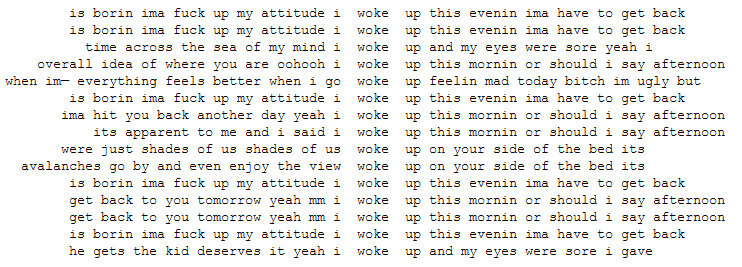 is borin ima fuck up my attitude i woke up this evenin ima have to get back
is borin ima fuck up my attitude i woke up this evenin ima have to get back
time across the sea of my mind i woke up and my eyes were sore yeah i
overall idea of where you are oohooh i woke up this mornin or should i say afternoon
when im— everything feels better when i go woke up feelin mad today bitch im ugly but
is borin ima fuck up my attitude i woke up this evenin ima have to get back
ima hit you back another day yeah i woke up this mornin or should i say afternoon
its apparent to me and i said i woke up this mornin or should i say afternoon
were just shades of us shades of us woke up on your side of the bed its
avalanches go by and even enjoy the view woke up on your side of the bed its
is borin ima fuck up my attitude i woke up this evenin ima have to get back
get back to you tomorrow yeah mm i woke up this mornin or should i say afternoon
get back to you tomorrow yeah mm i woke up this mornin or should i say afternoon
is borin ima fuck up my attitude i woke up this evenin ima have to get back
he gets the kid deserves it yeah i woke up and my eyes were sore i gave